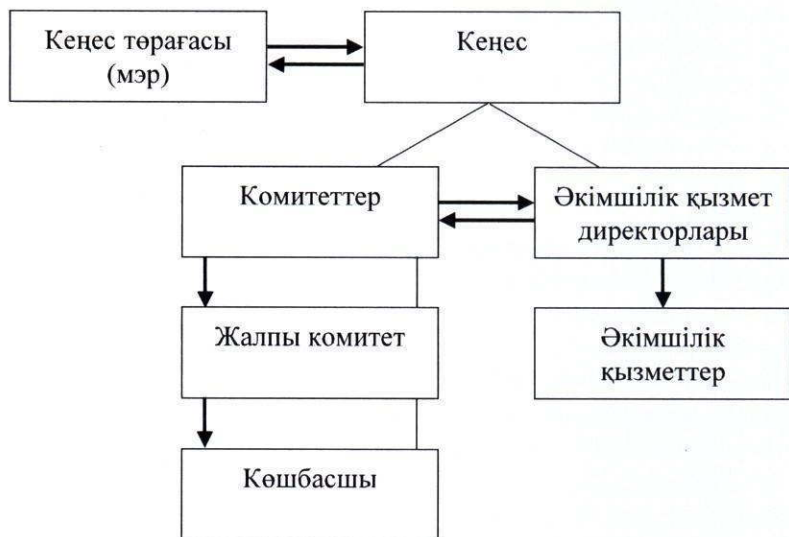 Кеңес төрағасы
(мэр)
Кеңес
Комитеттер
Әкімшілік қызмет
директорлары
Жалпы комитет
Әкімшілік
қызметтер
Көшбасшы